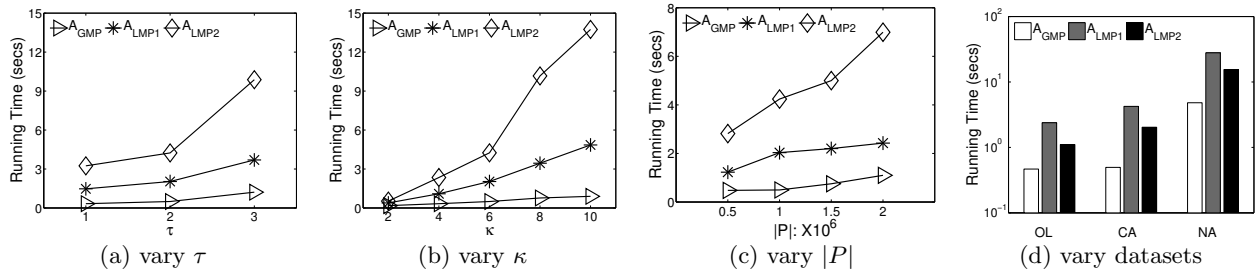 Running Time (secs)
15
12
9
6
3
0
A_GMP A_LMP1 A_LMP2
1 2 3
τ
(a) vary τ
Running Time (secs)
15
12
9
6
3
0
A_GMP A_LMP1 A_LMP2
2 4 6 8 10
κ
(b) vary κ
Running Time (secs)
8
6
4
2
0
A_GMP A_LMP1 A_LMP2
0.5 1 1.5 2
|P|: X10^6
(c) vary |P|
Running Time (secs)
10^2
10^1
10^0
10^-1
A_GMP A_LMP1 A_LMP2
OL CA NA
(d) vary datasets